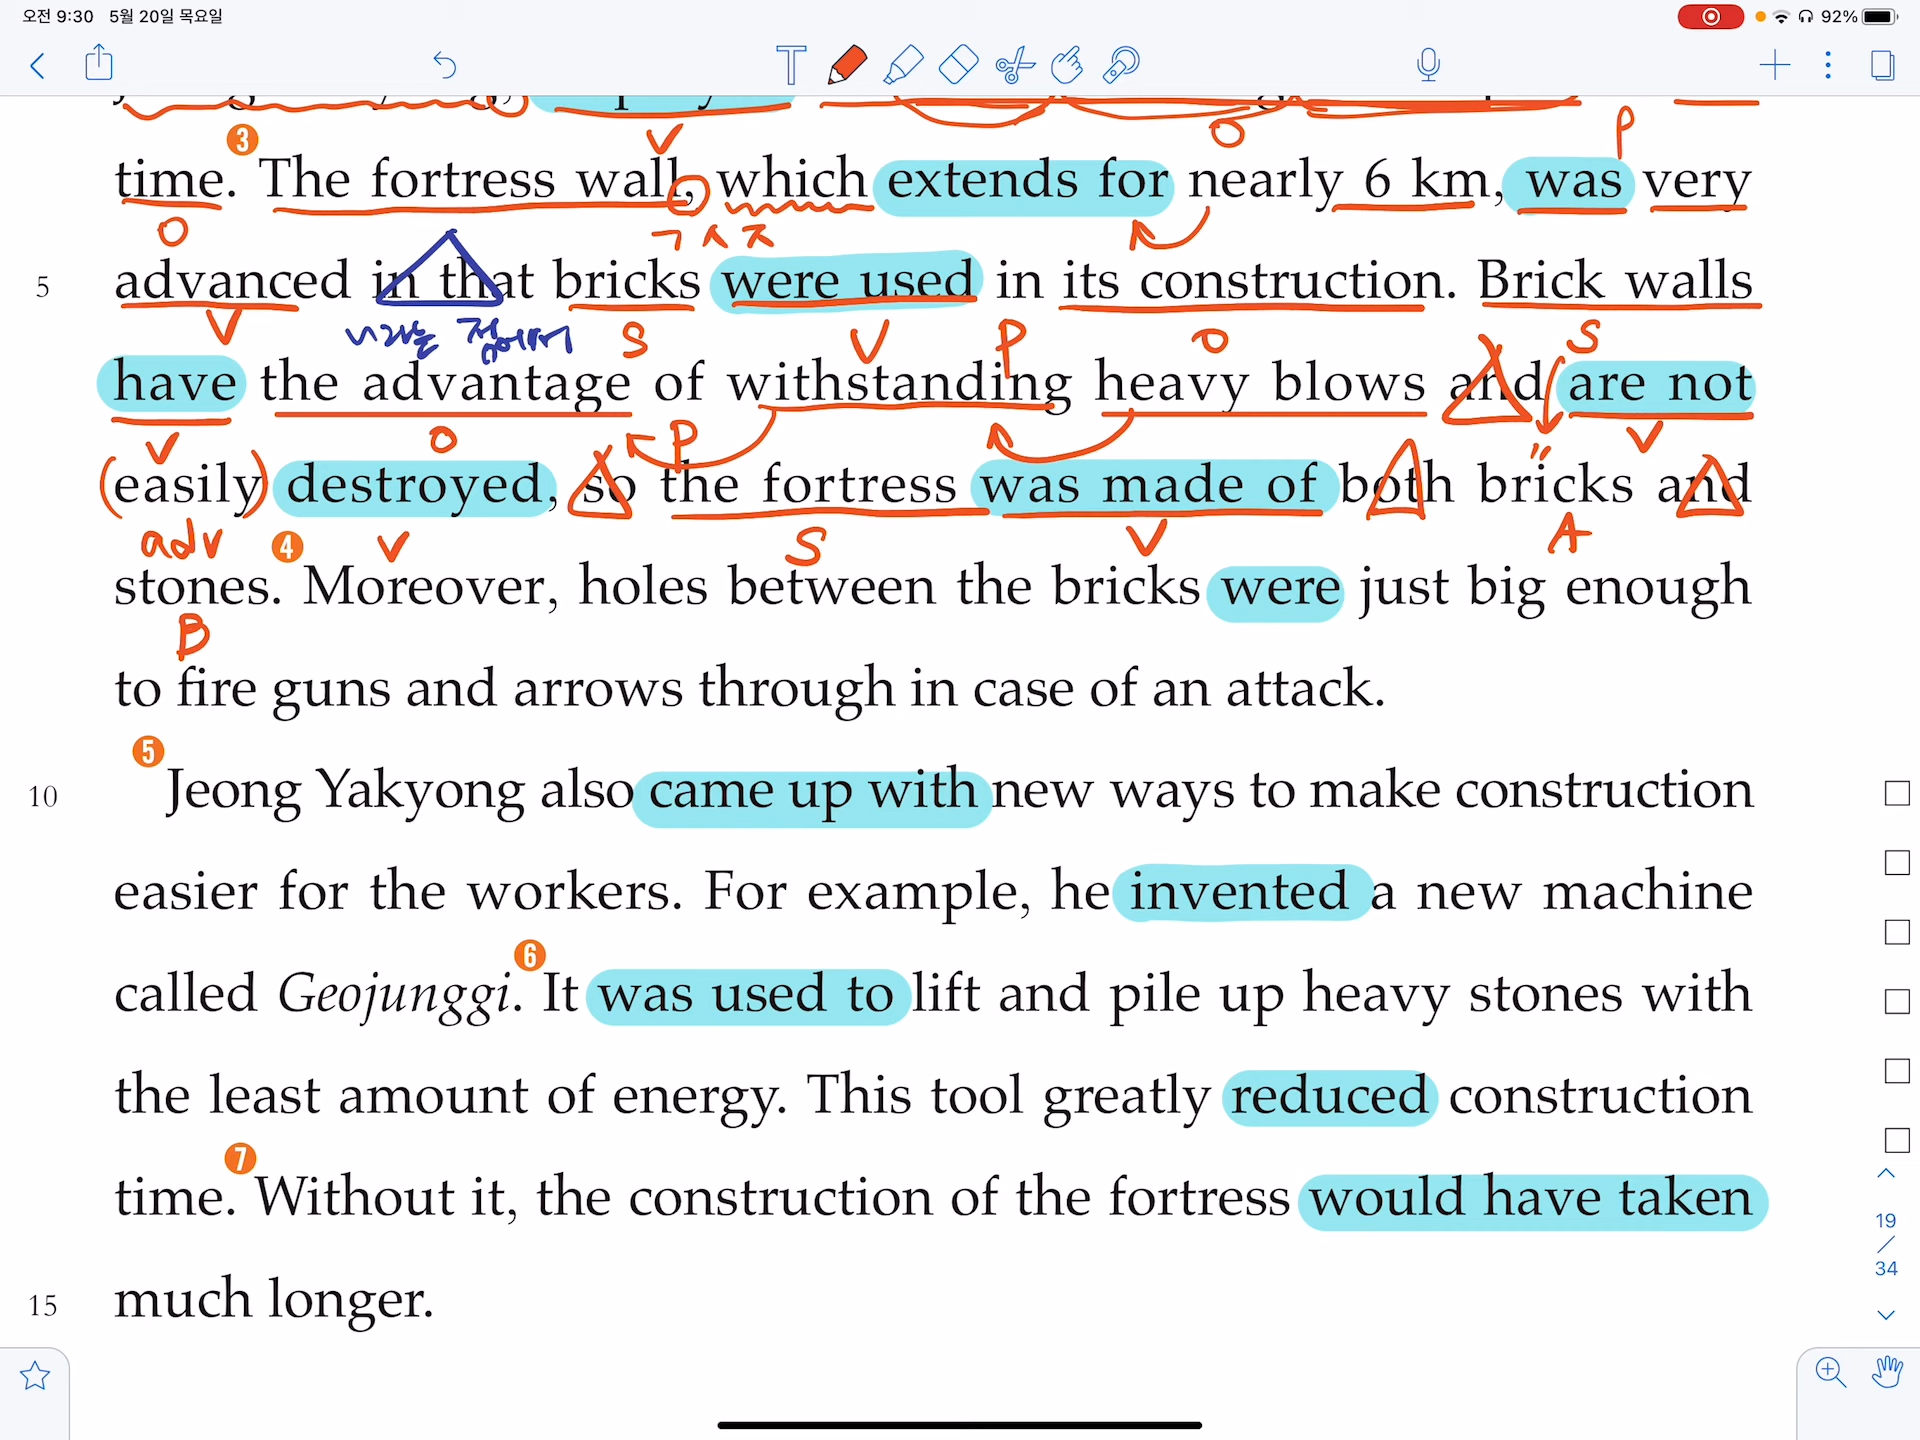 오전 9:30 5월 20일 목요일
92%
V
O
P
3
time. The fortress wall, which extends for nearly 6 km, was very
O
ㄱ ㅅ ㅈ
5 advanced in that bricks were used in its construction. Brick walls
V
S
V
P
O
S
have the advantage of withstanding heavy blows and are not
V
O
P
V
(easily) destroyed, so the fortress was made of both bricks and
adv
V
S
V
A
4
stones. Moreover, holes between the bricks were just big enough
B
to fire guns and arrows through in case of an attack.
5
10 Jeong Yakyong also came up with new ways to make construction
easier for the workers. For example, he invented a new machine
6
called Geojunggi. It was used to lift and pile up heavy stones with
the least amount of energy. This tool greatly reduced construction
7
time. Without it, the construction of the fortress would have taken
15 much longer.
19
/
34